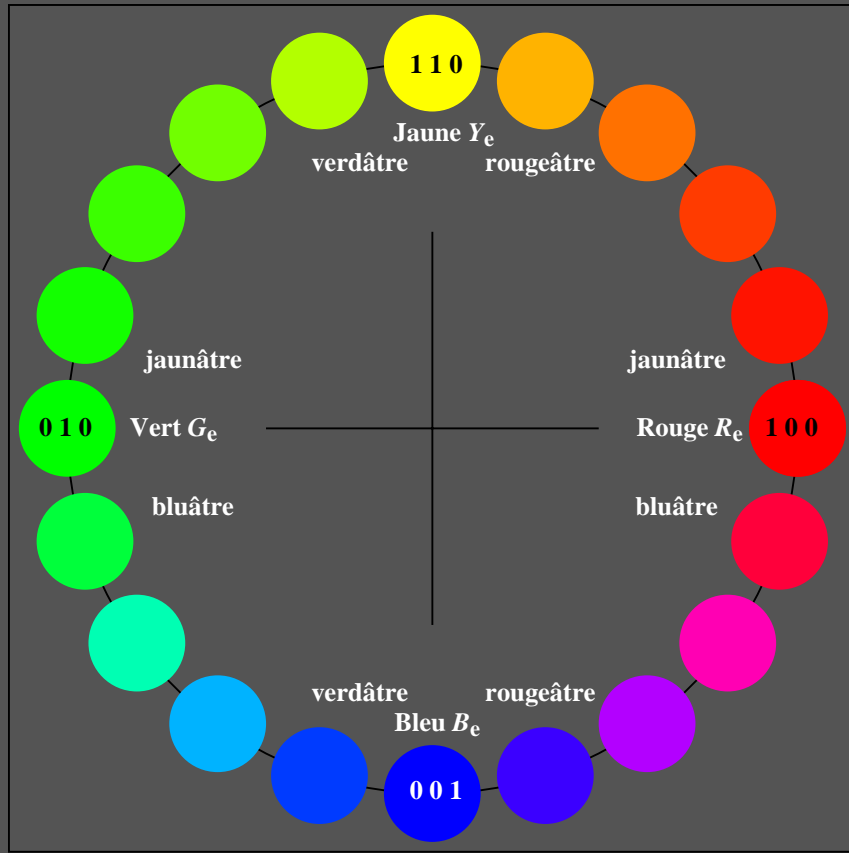 1 1 0
Jaune Ye
verdâtre rougeâtre
jaunâtre jaunâtre
0 1 0 Vert Ge Rouge Re 1 0 0
bluâtre bluâtre
verdâtre rougeâtre
Bleu Be
0 0 1